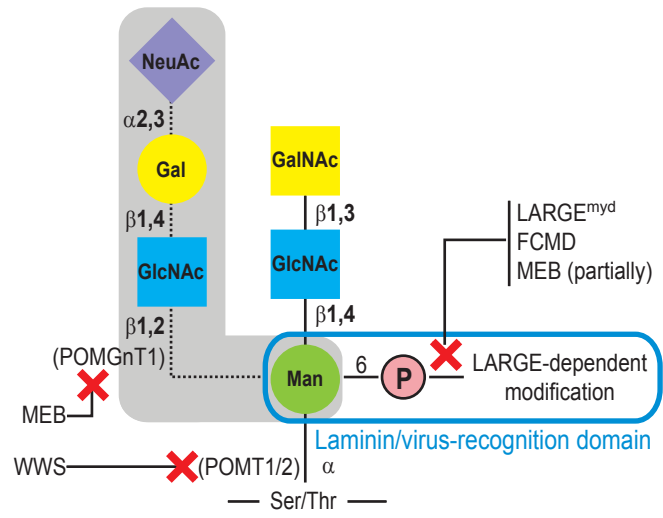 NeuAc
α2,3
Gal
β1,4
GlcNAc
β1,2
(POMGnT1)
MEB
WWS
(POMT1/2)
GalNAc
β1,3
GlcNAc
β1,4
Man
α
Ser/Thr
6
P
LARGEmyd
FCMD
MEB (partially)
LARGE-dependent
modification
Laminin/virus-recognition domain